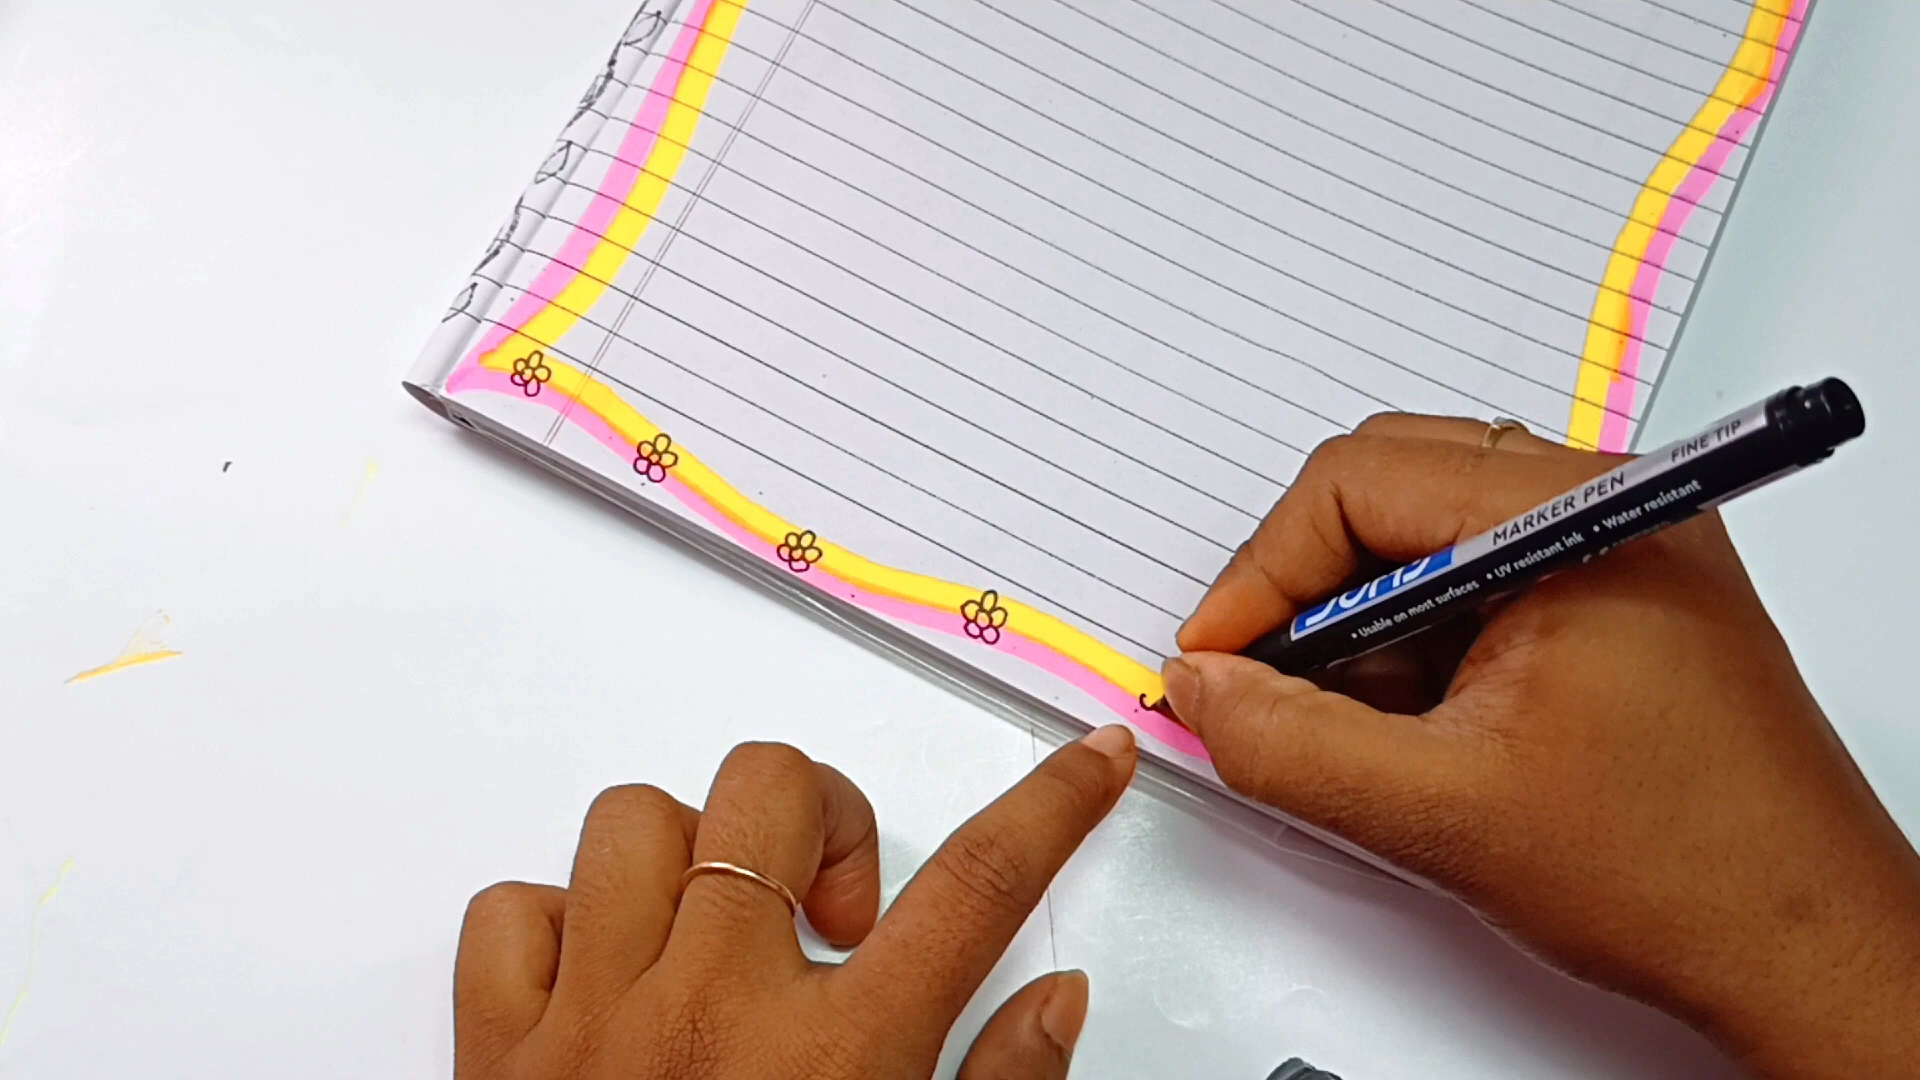 MARKER PEN FINE TIP
• Usable on most surfaces • UV resistant ink • Water resistant